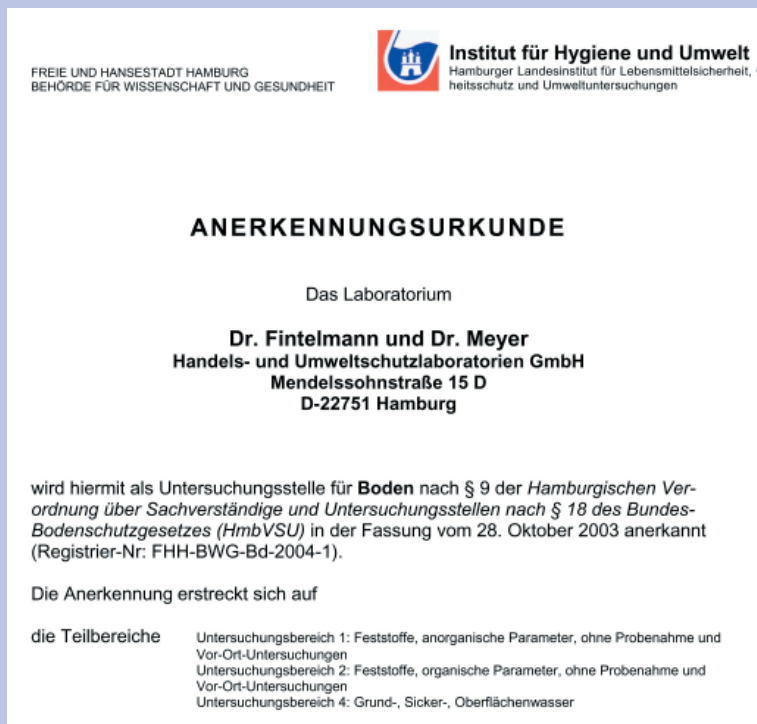 FREIE UND HANSESTADT HAMBURG
BEHÖRDE FÜR WISSENSCHAFT UND GESUNDHEIT
Institut für Hygiene und Umwelt
Hamburger Landesinstitut für Lebensmittelsicherheit,
heitsschutz und Umweltuntersuchungen
ANERKENNUNGSURKUNDE
Das Laboratorium
Dr. Fintelmann und Dr. Meyer
Handels- und Umweltschutzlaboratorien GmbH
Mendelssohnstraße 15 D
D-22751 Hamburg
wird hiermit als Untersuchungsstelle für Boden nach § 9 der Hamburgischen Ver-
ordnung über Sachverständige und Untersuchungsstellen nach § 18 des Bundes-
Bodenschutzgesetzes (HmbVSU) in der Fassung vom 28. Oktober 2003 anerkannt
(Registrier-Nr: FHH-BWG-Bd-2004-1).
Die Anerkennung erstreckt sich auf
die Teilbereiche
Untersuchungsbereich 1: Feststoffe, anorganische Parameter, ohne Probenahme und
Vor-Ort-Untersuchungen
Untersuchungsbereich 2: Feststoffe, organische Parameter, ohne Probenahme und
Vor-Ort-Untersuchungen
Untersuchungsbereich 4: Grund-, Sicker-, Oberflächenwasser